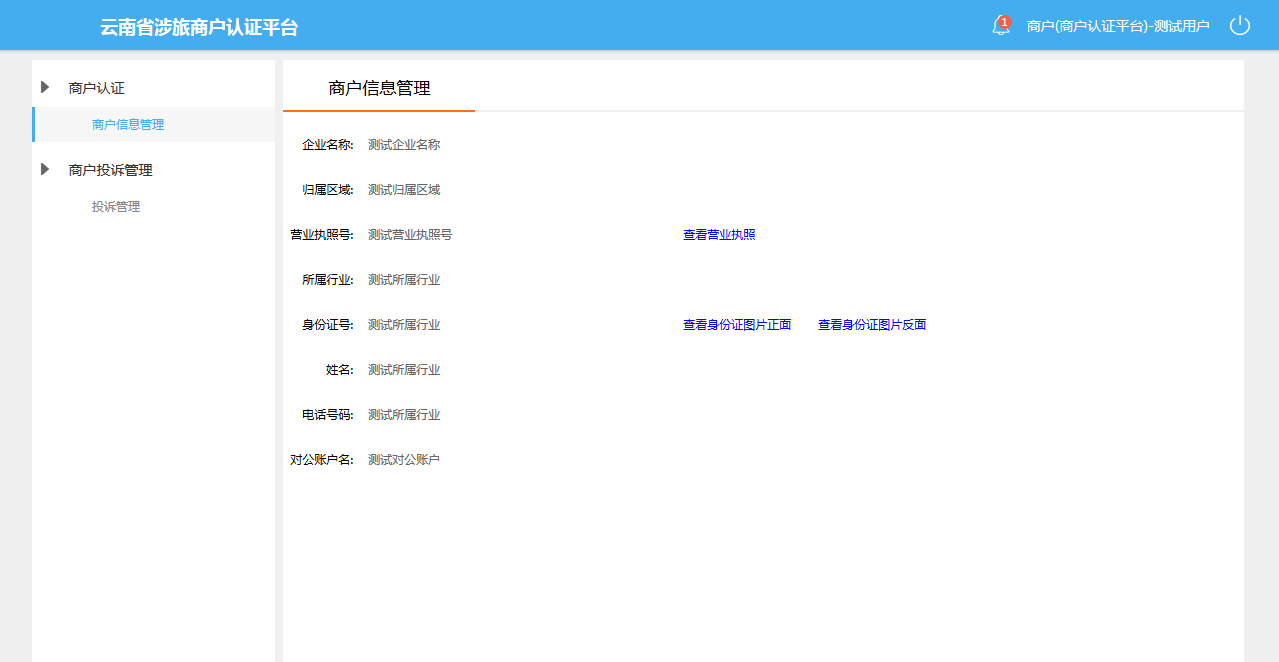 云南省涉旅商户认证平台
1
商户(商户认证平台)-测试用户
商户认证
商户信息管理
商户投诉管理
投诉管理
商户信息管理
企业名称: 测试企业名称
归属区域: 测试归属区域
营业执照号: 测试营业执照号 查看营业执照
所属行业: 测试所属行业
身份证号: 测试所属行业 查看身份证图片正面 查看身份证图片反面
姓名: 测试所属行业
电话号码: 测试所属行业
对公账户名: 测试对公账户